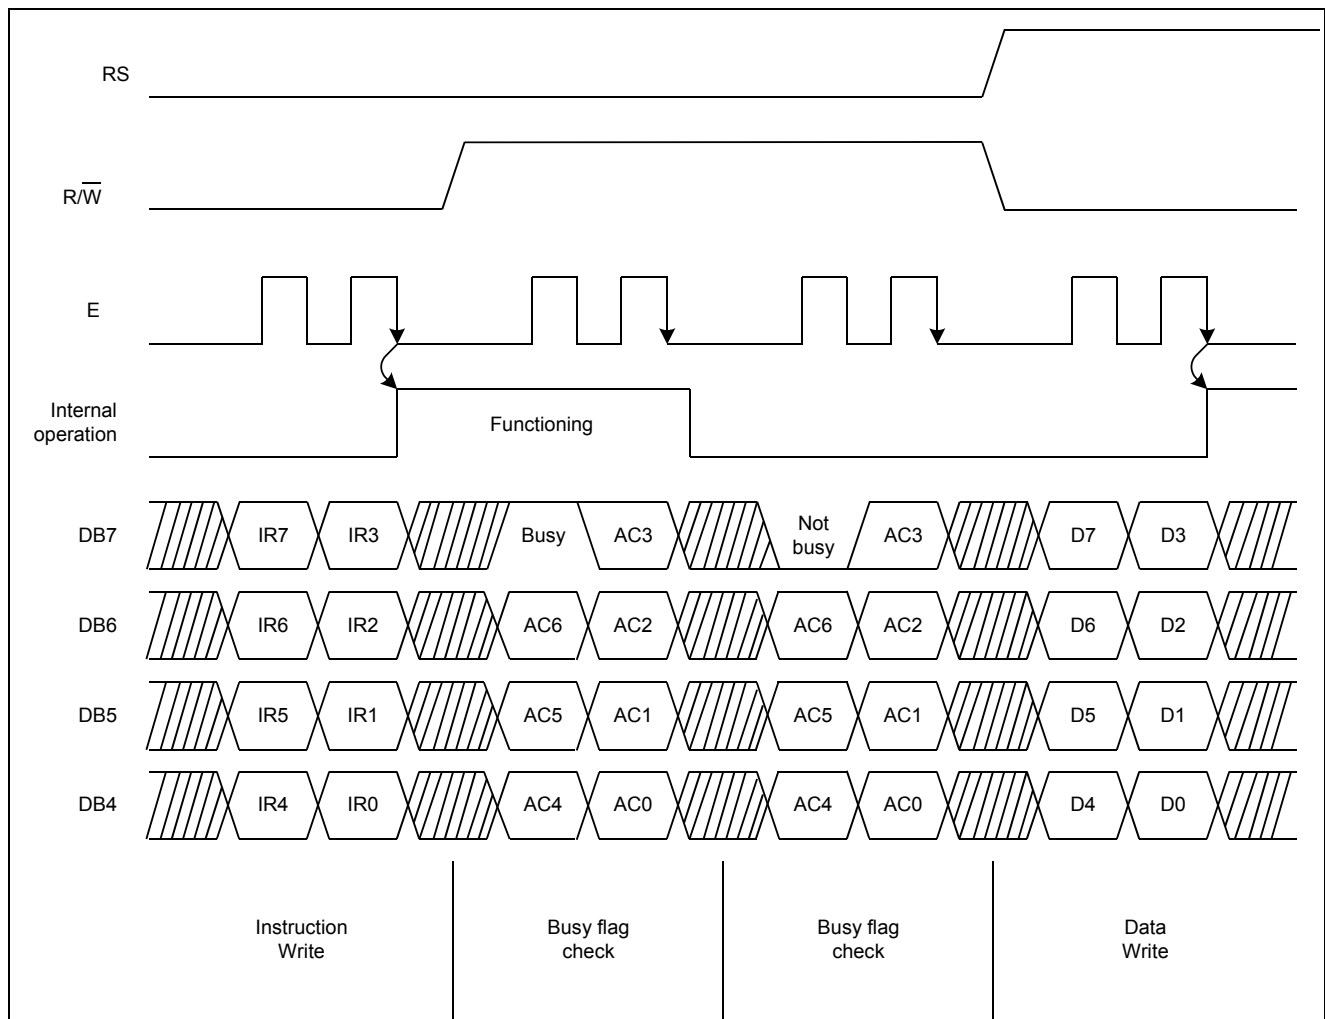 RS
R/W̅
E
Internal
operation
Functioning
DB7 IR7 IR3 Busy AC3 Not busy AC3 D7 D3
DB6 IR6 IR2 AC6 AC2 AC6 AC2 D6 D2
DB5 IR5 IR1 AC5 AC1 AC5 AC1 D5 D1
DB4 IR4 IR0 AC4 AC0 AC4 AC0 D4 D0
Instruction
Write
Busy flag
check
Busy flag
check
Data
Write